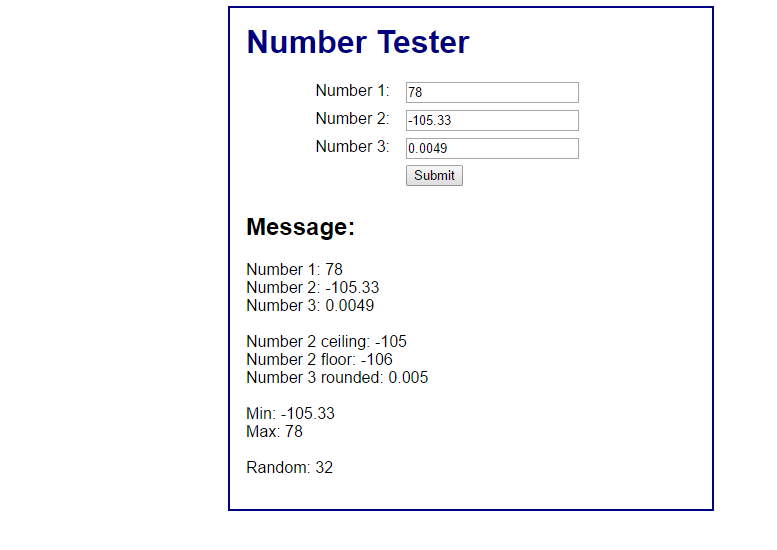 Number Tester
Number 1: 78
Number 2: -105.33
Number 3: 0.0049
Submit
Message:
Number 1: 78
Number 2: -105.33
Number 3: 0.0049
Number 2 ceiling: -105
Number 2 floor: -106
Number 3 rounded: 0.005
Min: -105.33
Max: 78
Random: 32